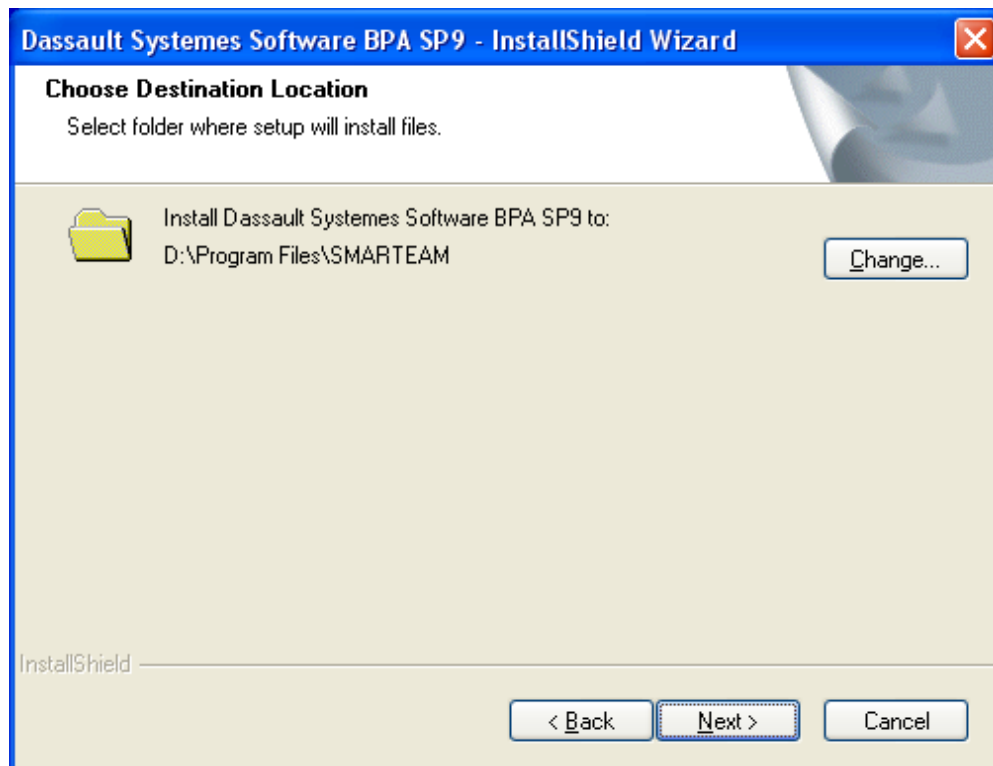 Dassault Systemes Software BPA SP9 - InstallShield Wizard
Choose Destination Location
Select folder where setup will install files.
Install Dassault Systemes Software BPA SP9 to:
D:\Program Files\SMARTEAM
Change...
InstallShield
< Back
Next >
Cancel